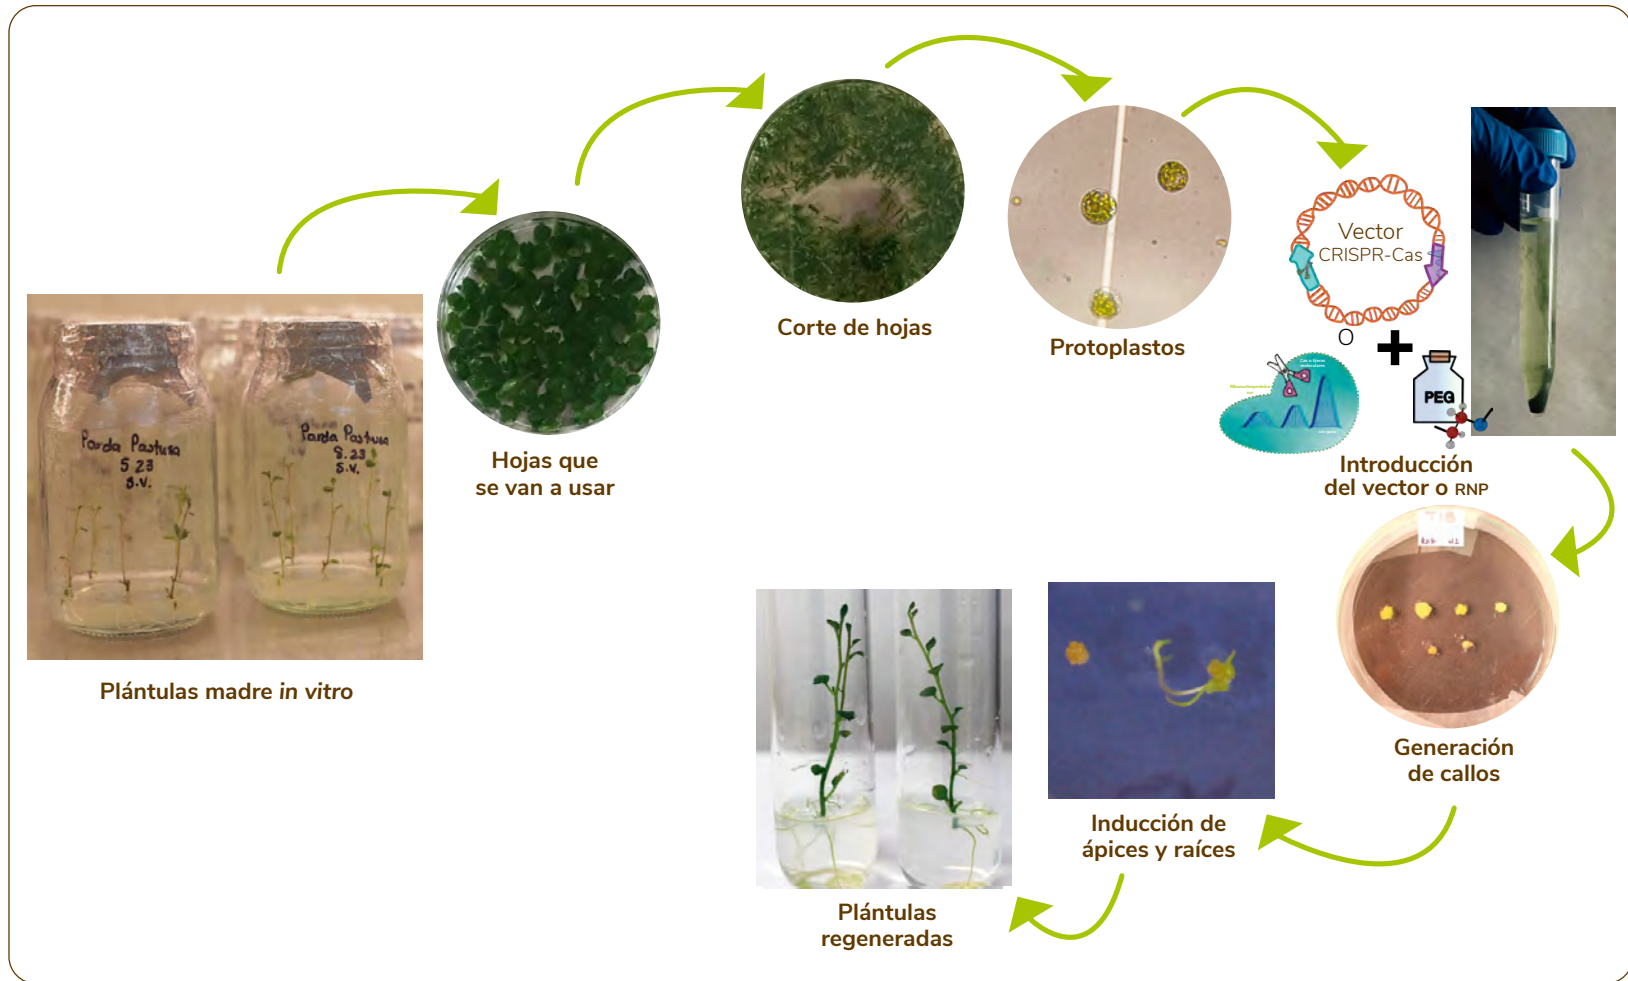 Parda Pastusa
5 23
S.V.
Parda Pastusa
8.23
S.V.
Plántulas madre in vitro
Hojas que
se van a usar
Corte de hojas
Protoplastos
Vector
CRISPR-Cas
O
+
PEG
Introducción
del vector o RNP
Generación
de callos
Inducción de
ápices y raíces
Plántulas
regeneradas